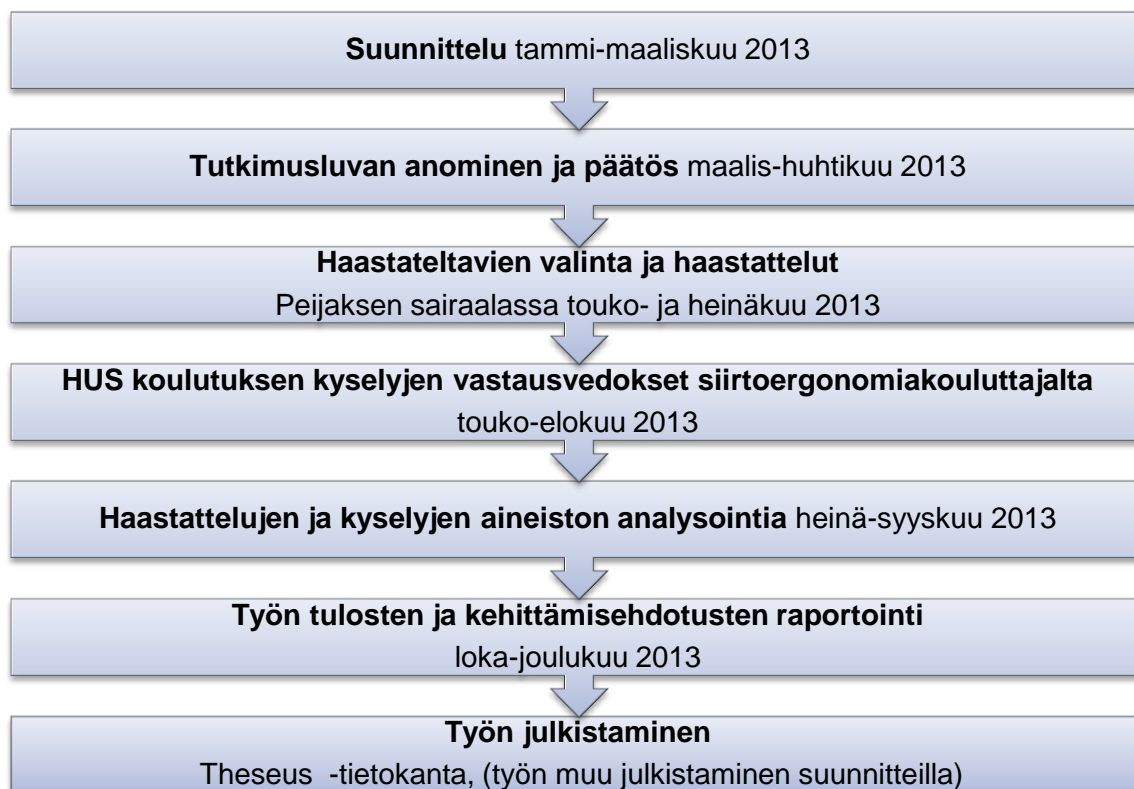 Suunnittelu tammi-maaliskuu 2013
Tutkimusluvan anominen ja päätös maalis-huhtikuu 2013
Haastateltavien valinta ja haastattelut
Peijaksen sairaalassa touko- ja heinäkuu 2013
HUS koulutuksen kyselyjen vastausvedokset siirtoergonomiakouluttajalta
touko-elokuu 2013
Haastattelujen ja kyselyjen aineiston analysointia heinä-syyskuu 2013
Työn tulosten ja kehittämisehdotusten raportointi
loka-joulukuu 2013
Työn julkistaminen
Theseus -tietokanta, (työn muu julkistaminen suunnitteilla)